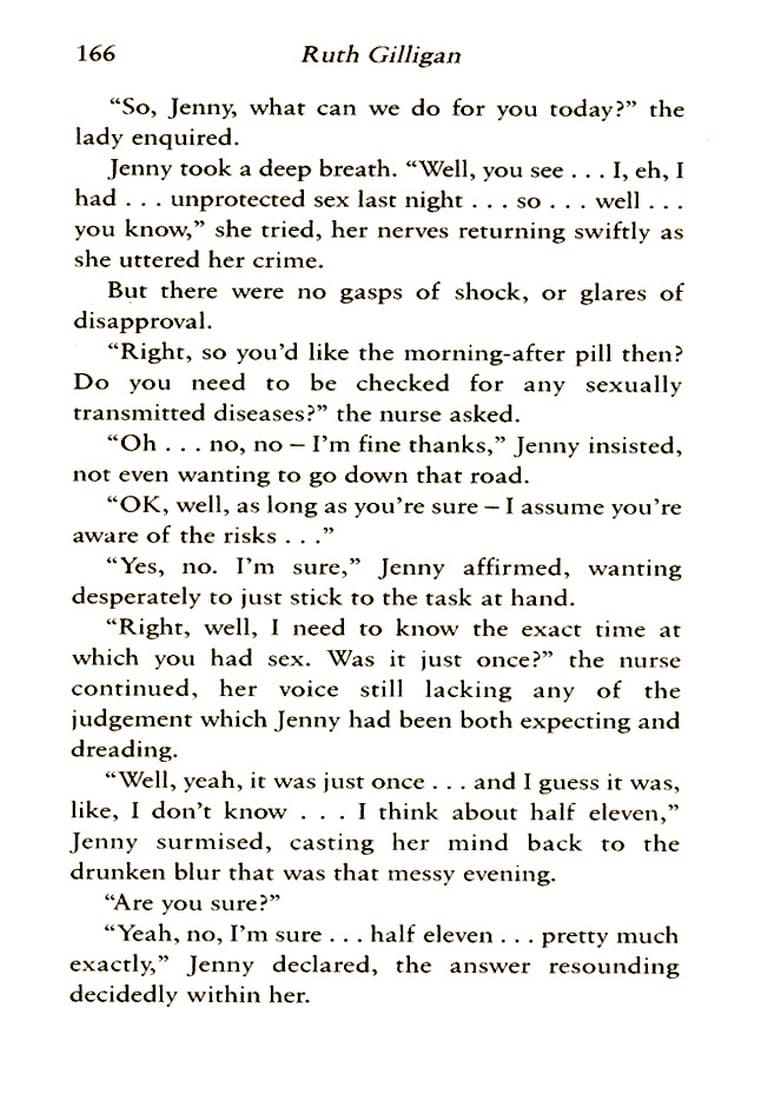 166 Ruth Gilligan
“So, Jenny, what can we do for you today?” the
lady enquired.
Jenny took a deep breath. “Well, you see . . . I, eh, I
had . . . unprotected sex last night . . . so . . . well . . .
you know,” she tried, her nerves returning swiftly as
she uttered her crime.
But there were no gasps of shock, or glares of
disapproval.
“Right, so you’d like the morning-after pill then?
Do you need to be checked for any sexually
transmitted diseases?” the nurse asked.
“Oh . . . no, no – I’m fine thanks,” Jenny insisted,
not even wanting to go down that road.
“OK, well, as long as you’re sure – I assume you’re
aware of the risks . . .”
“Yes, no. I’m sure,” Jenny affirmed, wanting
desperately to just stick to the task at hand.
“Right, well, I need to know the exact time at
which you had sex. Was it just once?” the nurse
continued, her voice still lacking any of the
judgement which Jenny had been both expecting and
dreading.
“Well, yeah, it was just once . . . and I guess it was,
like, I don’t know . . . I think about half eleven,”
Jenny surmised, casting her mind back to the
drunken blur that was that messy evening.
“Are you sure?”
“Yeah, no, I’m sure . . . half eleven . . . pretty much
exactly,” Jenny declared, the answer resounding
decidedly within her.